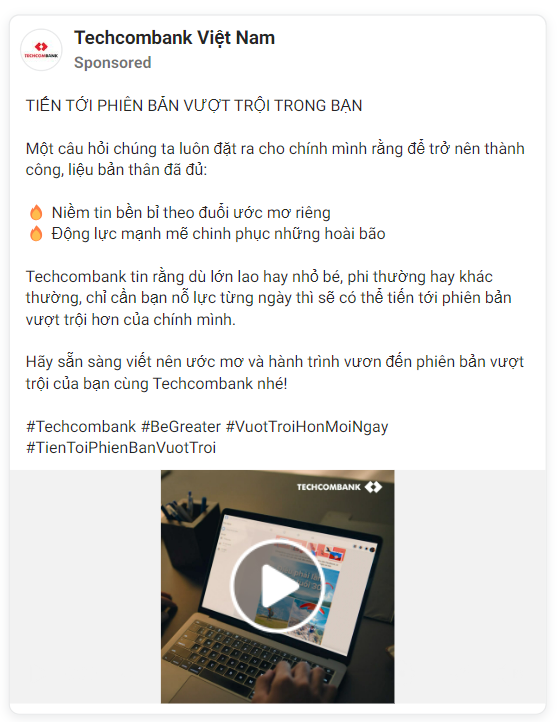 TECHCOMBANK
Techcombank Việt Nam
Sponsored
TIẾN TỚI PHIÊN BẢN VƯỢT TRỘI TRONG BẠN
Một câu hỏi chúng ta luôn đặt ra cho chính mình rằng để trở nên thành
công, liệu bản thân đã đủ:
🔥 Niềm tin bền bỉ theo đuổi ước mơ riêng
🔥 Động lực mạnh mẽ chinh phục những hoài bão
Techcombank tin rằng dù lớn lao hay nhỏ bé, phi thường hay khác
thường, chỉ cần bạn nỗ lực từng ngày thì sẽ có thể tiến tới phiên bản
vượt trội hơn của chính mình.
Hãy sẵn sàng viết nên ước mơ và hành trình vươn đến phiên bản vượt
trội của bạn cùng Techcombank nhé!
#Techcombank #BeGreater #VuotTroiHonMoiNgay
#TienToiPhienBanVuotTroi
TECHCOMBANK